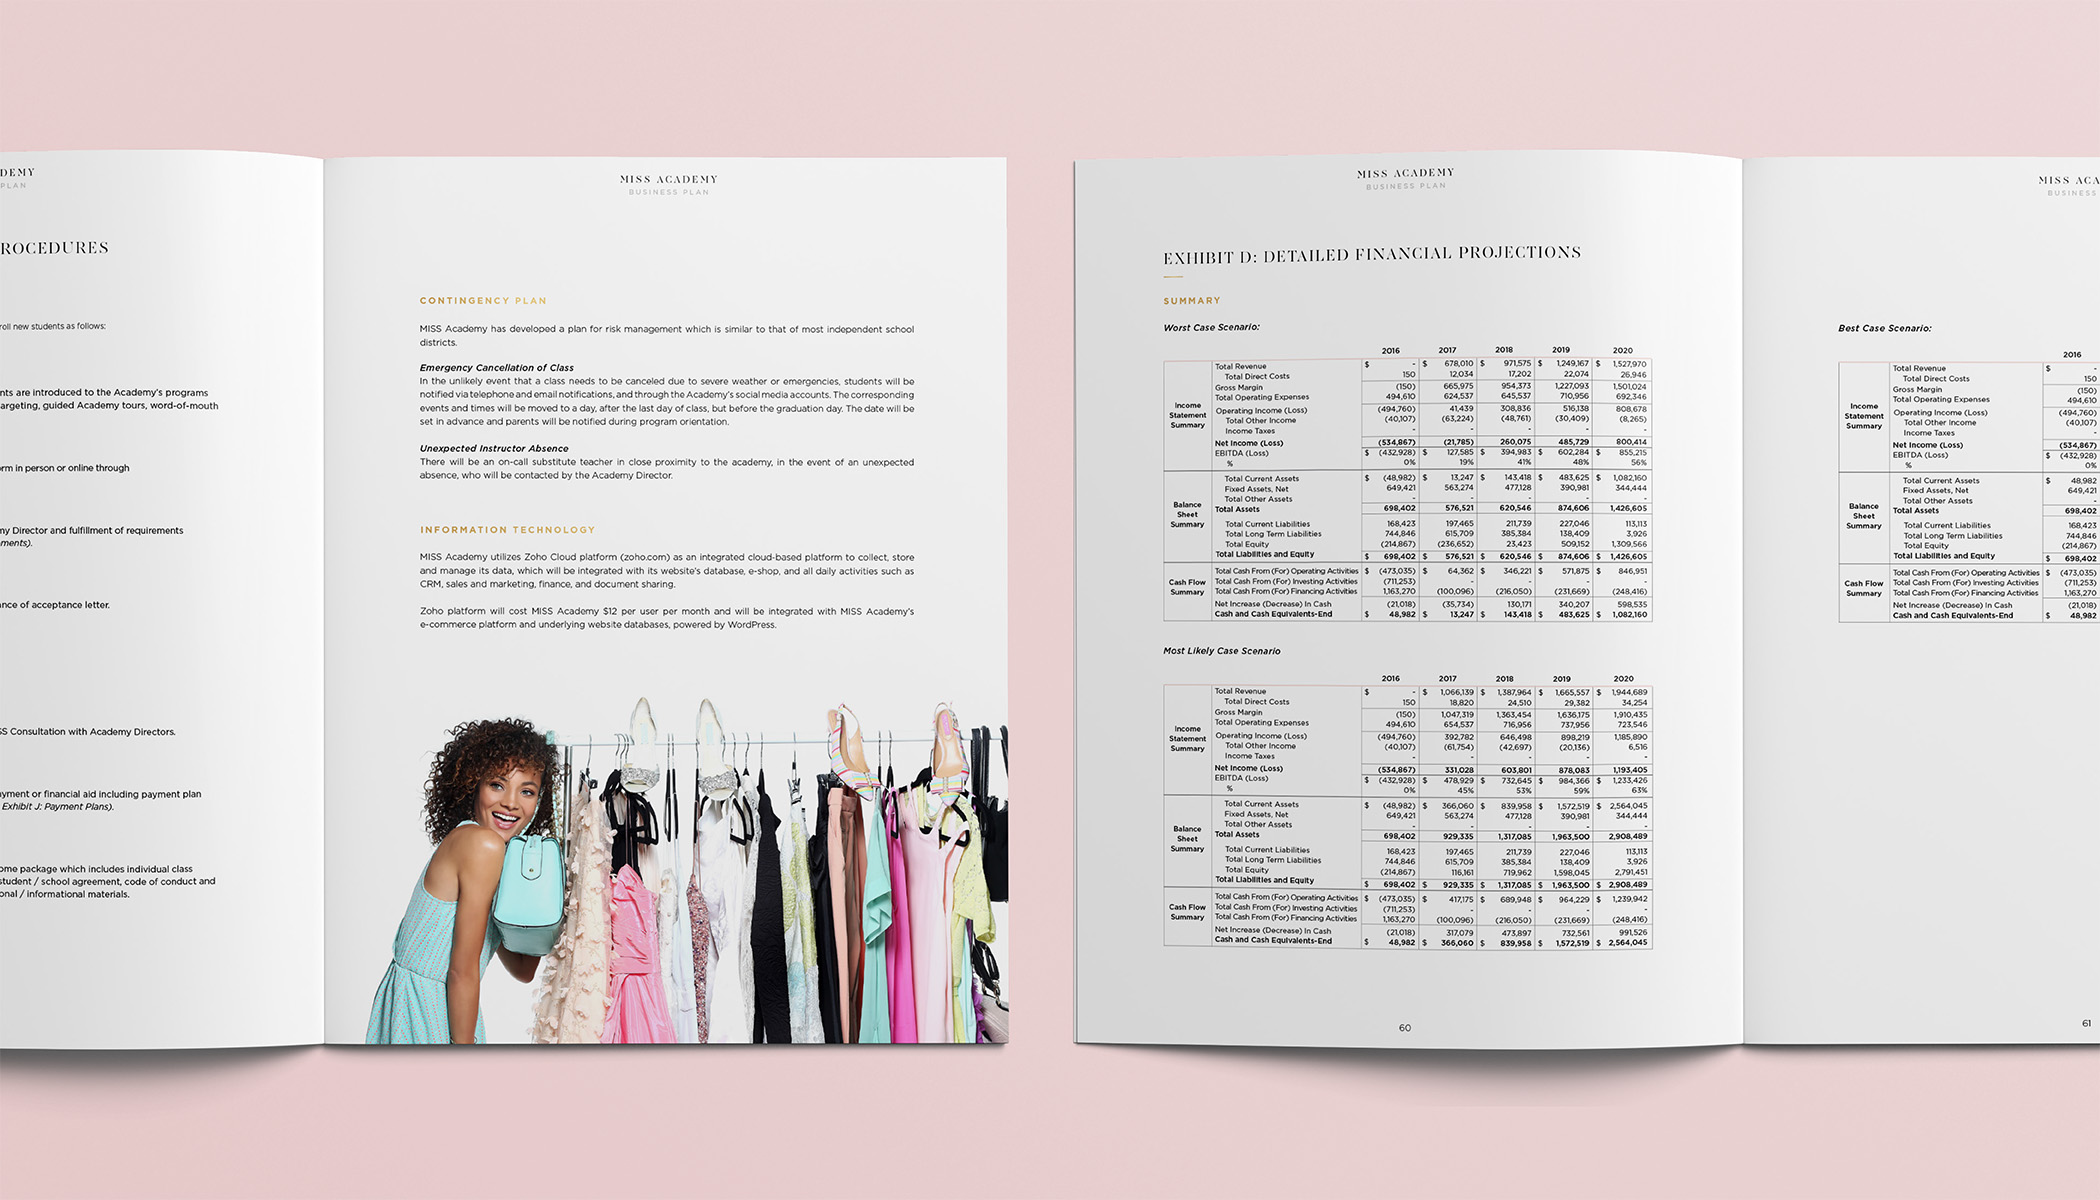 DEMY
PLAN
ROCEDURES
roll new students as follows:
nts are introduced to the Academy's programs
argeting, guided Academy tours, word-of-mouth
orm in person or online through
my Director and fulfillment of requirements
ments).
ance of acceptance letter.
SS Consultation with Academy Directors.
ayment or financial aid including payment plan
Exhibit J: Payment Plans).
ome package which includes individual class
student / school agreement, code of conduct and
onal / informational materials.
MISS ACADEMY
BUSINESS PLAN
CONTINGENCY PLAN
MISS Academy has developed a plan for risk management which is similar to that of most independent school
districts.
Emergency Cancellation of Class
In the unlikely event that a class needs to be canceled due to severe weather or emergencies, students will be
notified via telephone and email notifications, and through the Academy's social media accounts. The corresponding
events and times will be moved to a day, after the last day of class, but before the graduation day. The date will be
set in advance and parents will be notified during program orientation.
Unexpected Instructor Absence
There will be an on-call substitute teacher in close proximity to the academy, in the event of an unexpected
absence, who will be contacted by the Academy Director.
INFORMATION TECHNOLOGY
MISS Academy utilizes Zoho Cloud platform (zoho.com) as an integrated cloud-based platform to collect, store
and manage its data, which will be integrated with its website's database, e-shop, and all daily activities such as
CRM, sales and marketing, finance, and document sharing.
Zoho platform will cost MISS Academy $12 per user per month and will be integrated with MISS Academy's
e-commerce platform and underlying website databases, powered by WordPress.
MISS ACADEMY
BUSINESS PLAN
EXHIBIT D: DETAILED FINANCIAL PROJECTIONS
SUMMARY
Worst Case Scenario:
2016 2017 2018 2019 2020
Income Statement Summary
Total Revenue $ - $ 678,010 $ 971,575 $ 1,249,167 $ 1,527,970
Total Direct Costs 150 12,034 17,202 22,074 26,946
Gross Margin (150) 665,975 954,373 1,227,093 1,501,024
Total Operating Expenses 494,610 624,537 645,537 710,956 692,346
Operating Income (Loss) (494,760) 41,439 308,836 516,138 808,678
Total Other Income (40,107) (63,224) (48,761) (30,409) (8,265)
Income Taxes - - - - -
Net Income (Loss) (534,867) (21,785) 260,075 485,729 800,414
EBITDA (Loss) $ (432,928) $ 127,585 $ 394,983 $ 602,284 $ 855,215
% 0% 19% 41% 48% 56%
Balance Sheet Summary
Total Current Assets $ (48,982) $ 13,247 $ 143,418 $ 483,625 $ 1,082,160
Fixed Assets, Net 649,421 563,274 477,128 390,981 344,444
Total Other Assets - - - - -
Total Assets 698,402 576,521 620,546 874,606 1,426,605
Total Current Liabilities 168,423 197,465 211,739 227,046 113,113
Total Long Term Liabilities 744,846 615,709 385,384 138,409 3,926
Total Equity (214,867) (236,652) 23,423 509,152 1,309,566
Total Liabilities and Equity $ 698,402 $ 576,521 $ 620,546 $ 874,606 $ 1,426,605
Cash Flow Summary
Total Cash From (For) Operating Activities $ (473,035) $ 64,362 $ 346,221 $ 571,875 $ 846,951
Total Cash From (For) Investing Activities (711,253) - - - -
Total Cash From (For) Financing Activities 1,163,270 (100,096) (216,050) (231,669) (248,416)
Net Increase (Decrease) In Cash (21,018) (35,734) 130,171 340,207 598,535
Cash and Cash Equivalents-End $ 48,982 $ 13,247 $ 143,418 $ 483,625 $ 1,082,160
Most Likely Case Scenario
2016 2017 2018 2019 2020
Income Statement Summary
Total Revenue $ - $ 1,066,139 $ 1,387,964 $ 1,665,557 $ 1,944,689
Total Direct Costs 150 18,820 24,510 29,382 34,254
Gross Margin (150) 1,047,319 1,363,454 1,636,175 1,910,435
Total Operating Expenses 494,610 654,537 716,956 737,956 723,546
Operating Income (Loss) (494,760) 392,782 646,498 898,219 1,185,890
Total Other Income (40,107) (61,754) (42,697) (20,136) 6,516
Income Taxes - - - - -
Net Income (Loss) (534,867) 331,028 603,801 878,083 1,193,405
EBITDA (Loss) $ (432,928) $ 478,929 $ 732,645 $ 984,366 $ 1,233,426
% 0% 45% 53% 59% 63%
Balance Sheet Summary
Total Current Assets $ (48,982) $ 366,060 $ 839,958 $ 1,572,519 $ 2,564,045
Fixed Assets, Net 649,421 563,274 477,128 390,981 344,444
Total Other Assets - - - - -
Total Assets 698,402 929,335 1,317,085 1,963,500 2,908,489
Total Current Liabilities 168,423 197,465 211,739 227,046 113,113
Total Long Term Liabilities 744,846 615,709 385,384 138,409 3,926
Total Equity (214,867) 116,161 719,962 1,598,045 2,791,451
Total Liabilities and Equity $ 698,402 $ 929,335 $ 1,317,085 $ 1,963,500 $ 2,908,489
Cash Flow Summary
Total Cash From (For) Operating Activities $ (473,035) $ 417,175 $ 689,948 $ 964,229 $ 1,239,942
Total Cash From (For) Investing Activities (711,253) - - - -
Total Cash From (For) Financing Activities 1,163,270 (100,096) (216,050) (231,669) (248,416)
Net Increase (Decrease) In Cash (21,018) 317,079 473,897 732,561 991,526
Cash and Cash Equivalents-End $ 48,982 $ 366,060 $ 839,958 $ 1,572,519 $ 2,564,045
60
MISS ACA
BUSINESS
Best Case Scenario:
2016
Income Statement Summary
Total Revenue $ -
Total Direct Costs 150
Gross Margin (150)
Total Operating Expenses 494,610
Operating Income (Loss) (494,760)
Total Other Income (40,107)
Income Taxes -
Net Income (Loss) (534,867)
EBITDA (Loss) $ (432,928)
% 0%
Balance Sheet Summary
Total Current Assets $ 48,982
Fixed Assets, Net 649,421
Total Other Assets -
Total Assets 698,402
Total Current Liabilities 168,423
Total Long Term Liabilities 744,846
Total Equity (214,867)
Total Liabilities and Equity $ 698,402
Cash Flow Summary
Total Cash From (For) Operating Activities $ (473,035)
Total Cash From (For) Investing Activities (711,253)
Total Cash From (For) Financing Activities 1,163,270
Net Increase (Decrease) In Cash (21,018)
Cash and Cash Equivalents-End $ 48,982
61